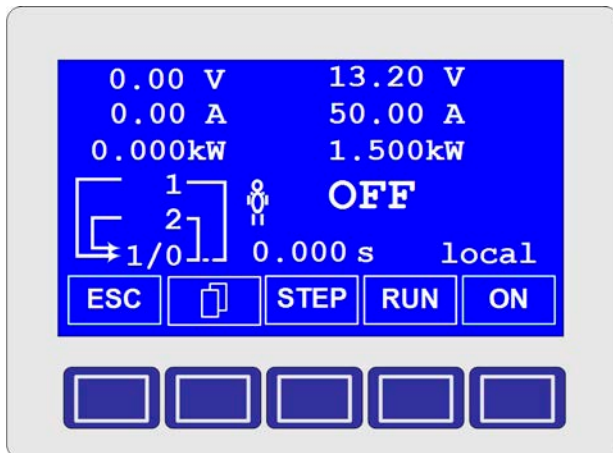 0.00 V 13.20 V
0.00 A 50.00 A
0.000kW 1.500kW
1 OFF
2
1/0 0.000 s local
ESC STEP RUN ON